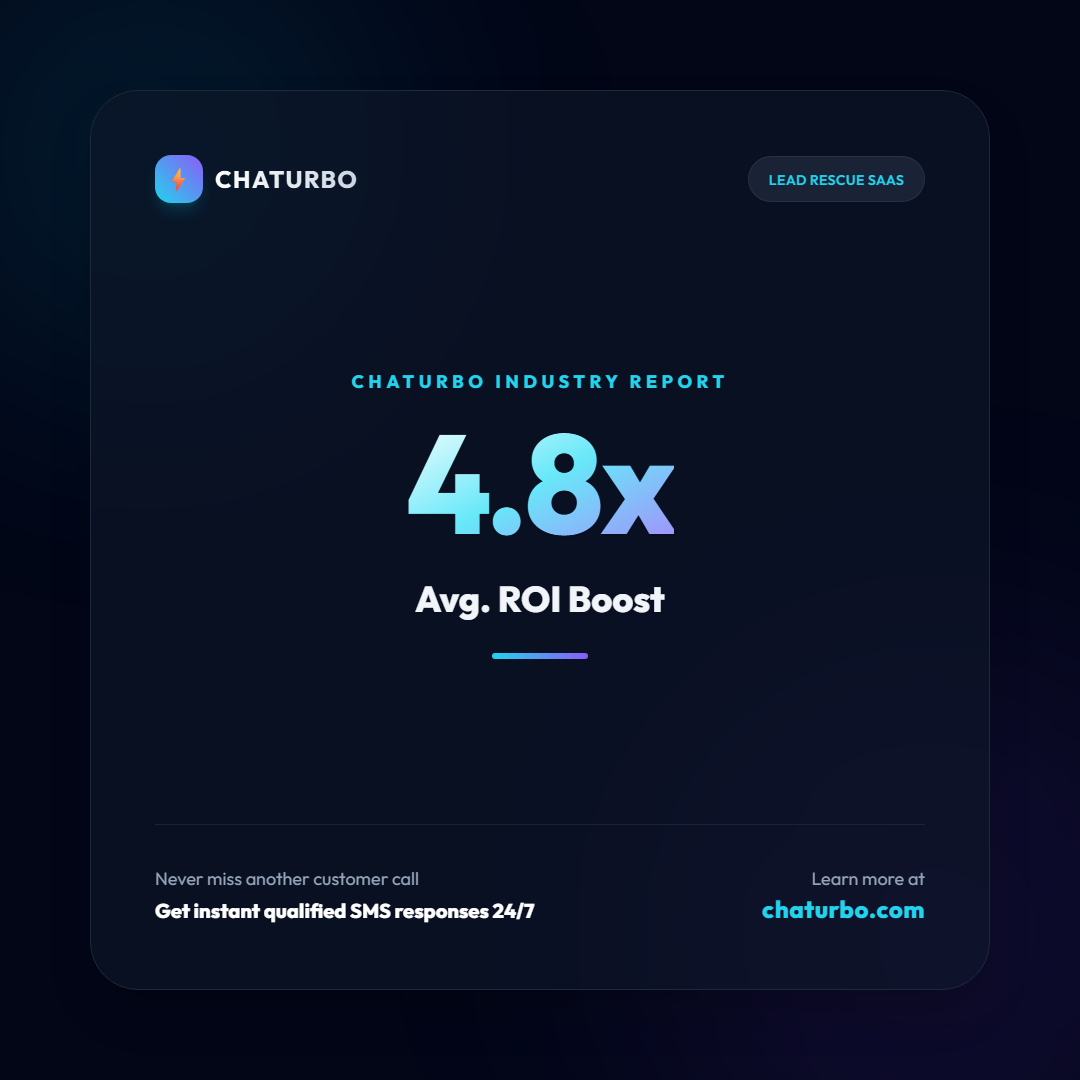 CHATURBO
LEAD RESCUE SAAS
CHATURBO INDUSTRY REPORT
4.8x
Avg. ROI Boost
Never miss another customer call
Get instant qualified SMS responses 24/7
Learn more at
chaturbo.com